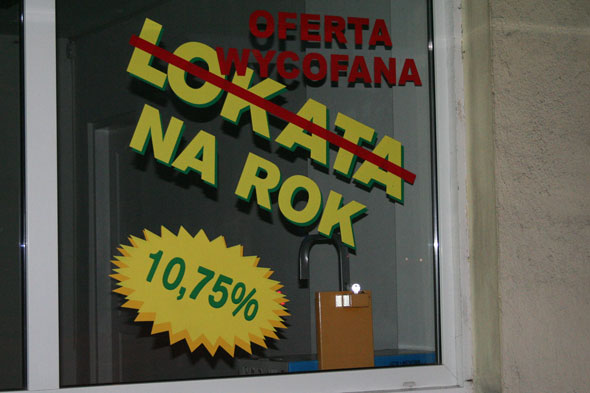 OFERTA
WYCOFANA
LOKATA
NA ROK
10,75%